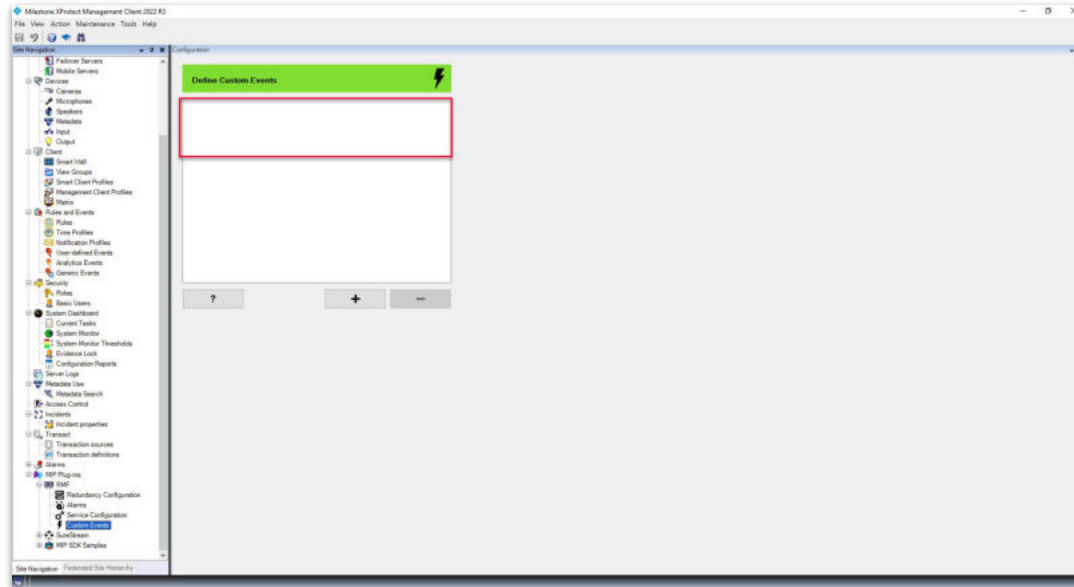 Milestone XProtect Management Client 2022 R3
File View Action Maintenance Tools Help
Site Navigation
Configuration
Failover Servers
Mobile Servers
Devices
Cameras
Microphones
Speakers
Metadata
Input
Output
Client
Smart Wall
View Groups
Smart Client Profiles
Management Client Profiles
Matrix
Rules and Events
Rules
Time Profiles
Notification Profiles
User-defined Events
Analytics Events
Generic Events
Security
Roles
Basic Users
System Dashboard
Current Tasks
System Monitor
System Monitor Thresholds
Evidence Lock
Configuration Reports
Server Logs
Metadata Use
Metadata Search
Access Control
Incidents
Incident properties
Transact
Transaction sources
Transaction definitions
Alarms
MIP Plug-ins
RMF
Redundancy Configuration
Alarms
Service Configuration
Custom Events
SureStream
MIP SDK Samples
Site Navigation Federated Site Hierarchy
Define Custom Events
? + −